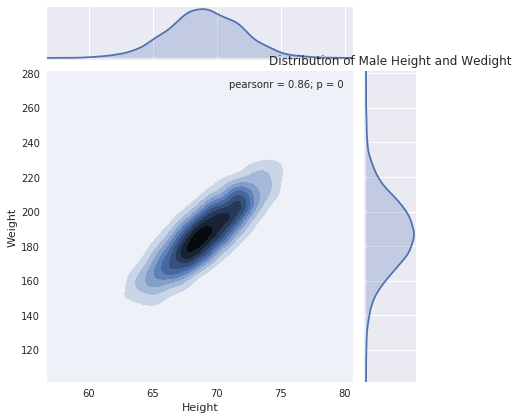 Distribution of Male Height and Wedight
pearsonr = 0.86; p = 0
280
260
240
220
200
180
160
140
120
Weight
60 65 70 75 80
Height